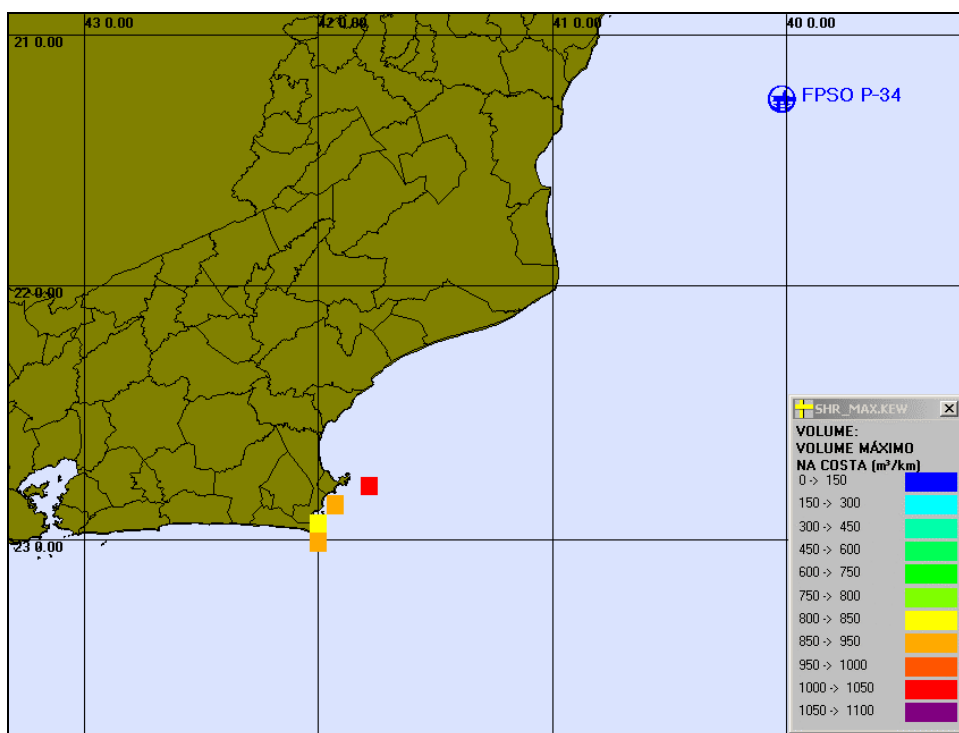 43 0.00
42 0.00
41 0.00
40 0.00
21 0.00
FPSO P-34
22 0.00
23 0.00
SHR_MAX.KEW
VOLUME:
VOLUME MÁXIMO
NA COSTA (m³/km)
0 -> 150
150 -> 300
300 -> 450
450 -> 600
600 -> 750
750 -> 800
800 -> 850
850 -> 950
950 -> 1000
1000 -> 1050
1050 -> 1100